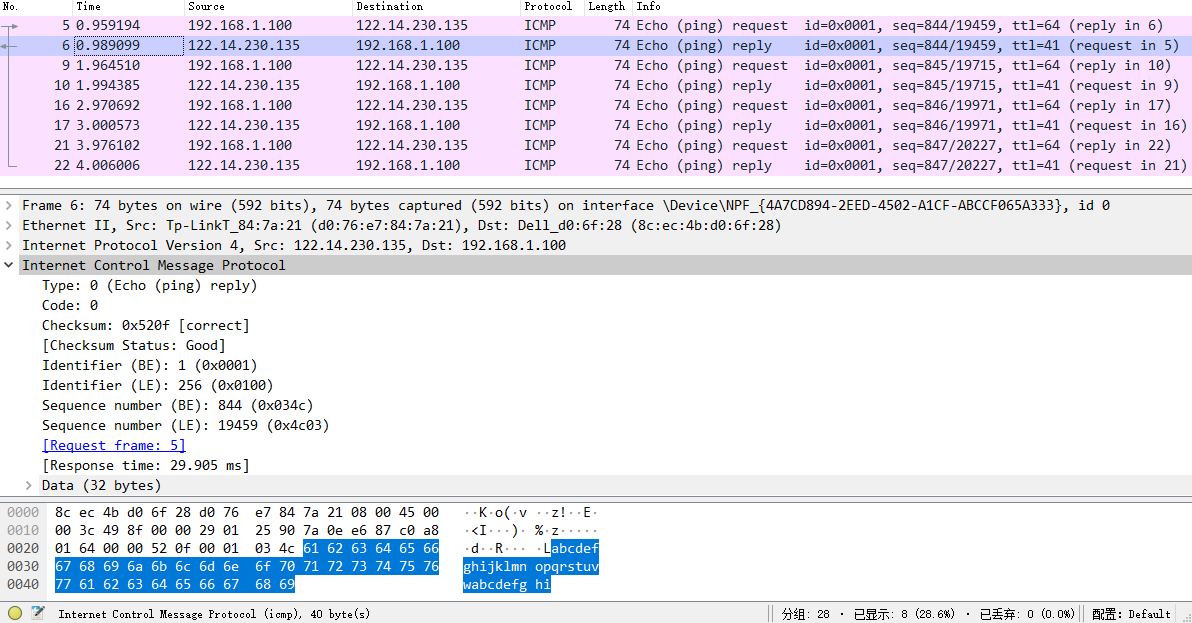 No. Time Source Destination Protocol Length Info
5 0.959194 192.168.1.100 122.14.230.135 ICMP 74 Echo (ping) request id=0x0001, seq=844/19459, ttl=64 (reply in 6)
6 0.989099 122.14.230.135 192.168.1.100 ICMP 74 Echo (ping) reply id=0x0001, seq=844/19459, ttl=41 (request in 5)
9 1.964510 192.168.1.100 122.14.230.135 ICMP 74 Echo (ping) request id=0x0001, seq=845/19715, ttl=64 (reply in 10)
10 1.994385 122.14.230.135 192.168.1.100 ICMP 74 Echo (ping) reply id=0x0001, seq=845/19715, ttl=41 (request in 9)
16 2.970692 192.168.1.100 122.14.230.135 ICMP 74 Echo (ping) request id=0x0001, seq=846/19971, ttl=64 (reply in 17)
17 3.000573 122.14.230.135 192.168.1.100 ICMP 74 Echo (ping) reply id=0x0001, seq=846/19971, ttl=41 (request in 16)
21 3.976102 192.168.1.100 122.14.230.135 ICMP 74 Echo (ping) request id=0x0001, seq=847/20227, ttl=64 (reply in 22)
22 4.006006 122.14.230.135 192.168.1.100 ICMP 74 Echo (ping) reply id=0x0001, seq=847/20227, ttl=41 (request in 21)
Frame 6: 74 bytes on wire (592 bits), 74 bytes captured (592 bits) on interface \Device\NPF_{4A7CD894-2EED-4502-A1CF-ABCCF065A333}, id 0
Ethernet II, Src: Tp-LinkT_84:7a:21 (d0:76:e7:84:7a:21), Dst: Dell_d0:6f:28 (8c:ec:4b:d0:6f:28)
Internet Protocol Version 4, Src: 122.14.230.135, Dst: 192.168.1.100
Internet Control Message Protocol
Type: 0 (Echo (ping) reply)
Code: 0
Checksum: 0x520f [correct]
[Checksum Status: Good]
Identifier (BE): 1 (0x0001)
Identifier (LE): 256 (0x0100)
Sequence number (BE): 844 (0x034c)
Sequence number (LE): 19459 (0x4c03)
[Request frame: 5]
[Response time: 29.905 ms]
Data (32 bytes)
0000 8c ec 4b d0 6f 28 d0 76 e7 84 7a 21 08 00 45 00 ··K·o(·v ··z!··E·
0010 00 3c 49 8f 00 00 29 01 25 90 7a 0e e6 87 c0 a8 ·<I···)· %·z·····
0020 01 64 00 00 52 0f 00 01 03 4c 61 62 63 64 65 66 ·d··R··· ·Labcdef
0030 67 68 69 6a 6b 6c 6d 6e 6f 70 71 72 73 74 75 76 ghijklmn opqrstuv
0040 77 61 62 63 64 65 66 67 68 69 wabcdefg hi
Internet Control Message Protocol (icmp), 40 byte(s) 分组: 28 · 已显示: 8 (28.6%) · 已丢弃: 0 (0.0%) 配置: Default